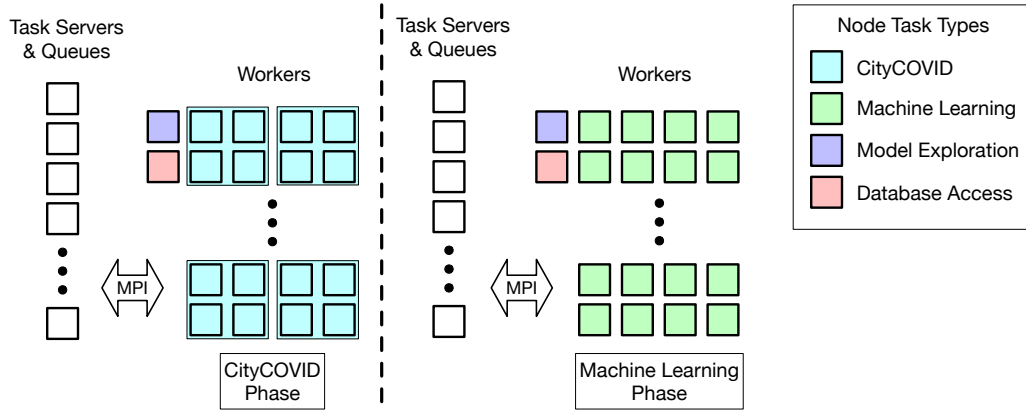 Task Servers
& Queues
Workers
MPI
CityCOVID
Phase
Task Servers
& Queues
Workers
MPI
Machine Learning
Phase
Node Task Types
CityCOVID
Machine Learning
Model Exploration
Database Access